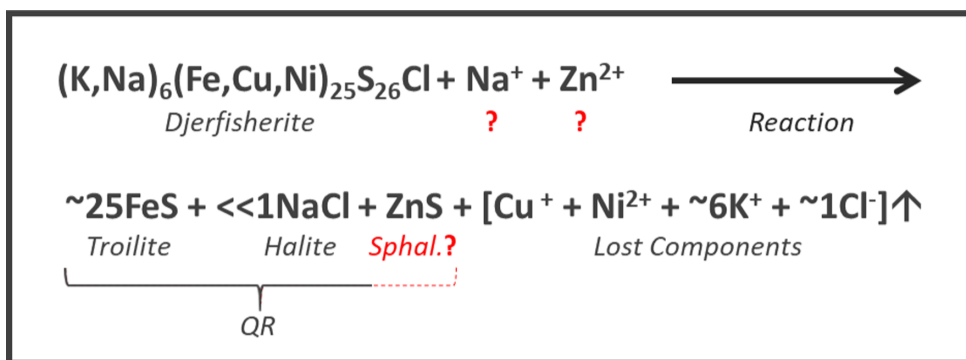 (K,Na)₆(Fe,Cu,Ni)₂₅S₂₆Cl + Na⁺ + Zn²⁺
Djerfisherite ? ? Reaction
~25FeS + <<1NaCl + ZnS + [Cu⁺ + Ni²⁺ + ~6K⁺ + ~1Cl⁻]↑
Troilite Halite Sphal.? Lost Components
QR